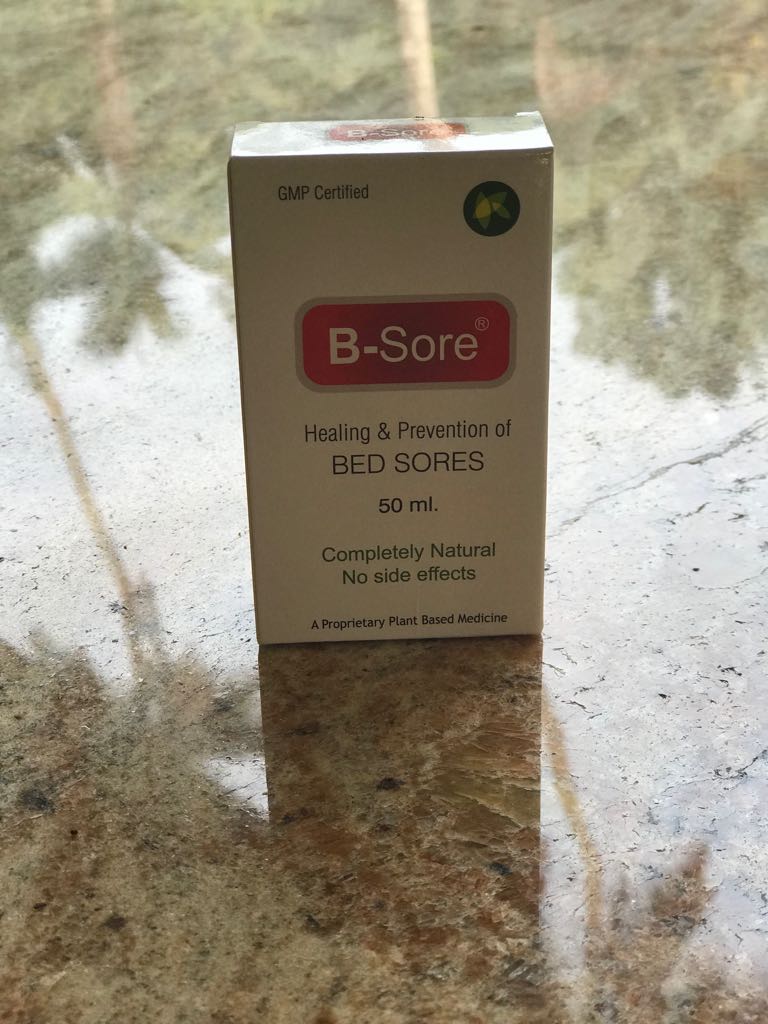 B-Sore
GMP Certified
B-Sore®
Healing & Prevention of
BED SORES
50 ml.
Completely Natural
No side effects
A Proprietary Plant Based Medicine